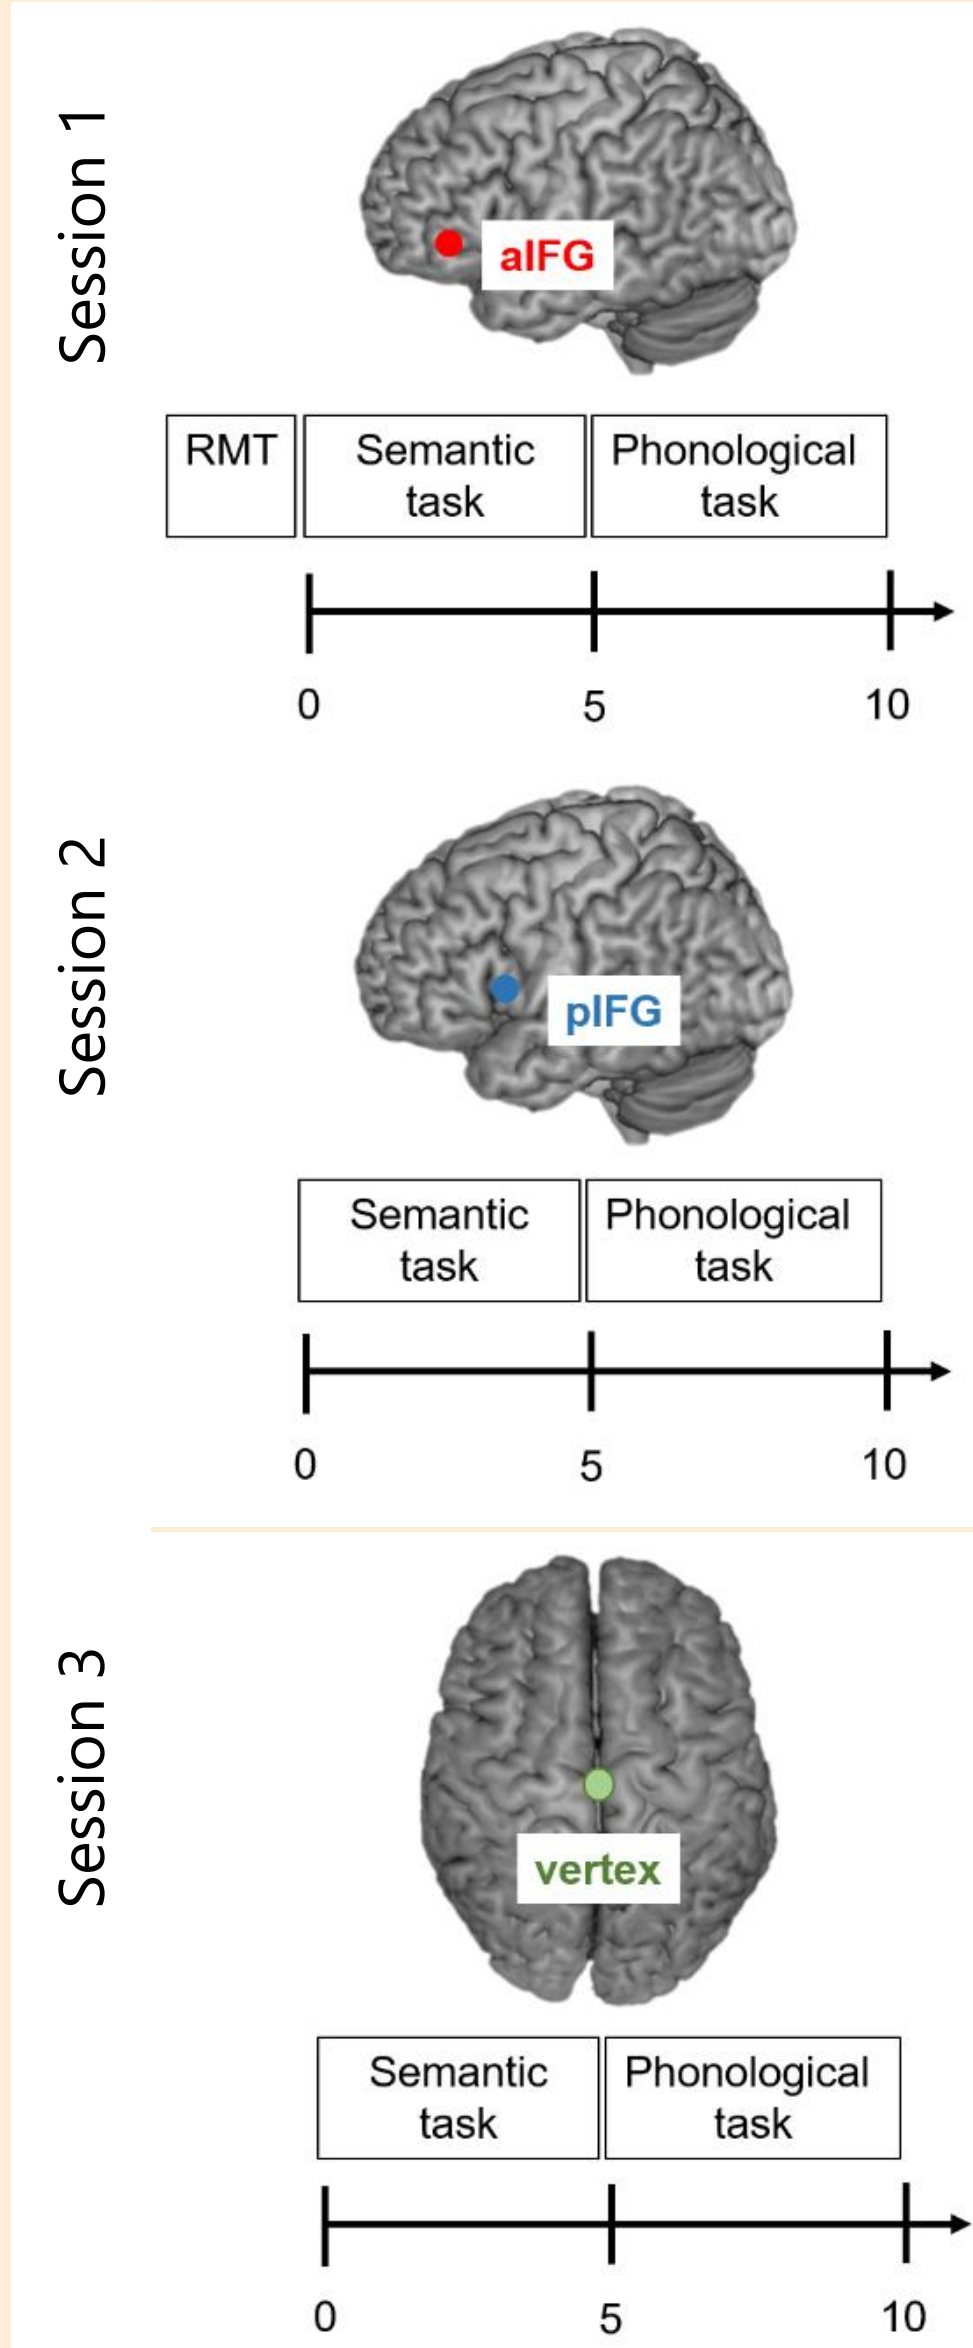 Session 1
aIFG
RMT
Semantic
task
Phonological
task
0 5 10
Session 2
pIFG
Semantic
task
Phonological
task
0 5 10
Session 3
vertex
Semantic
task
Phonological
task
0 5 10